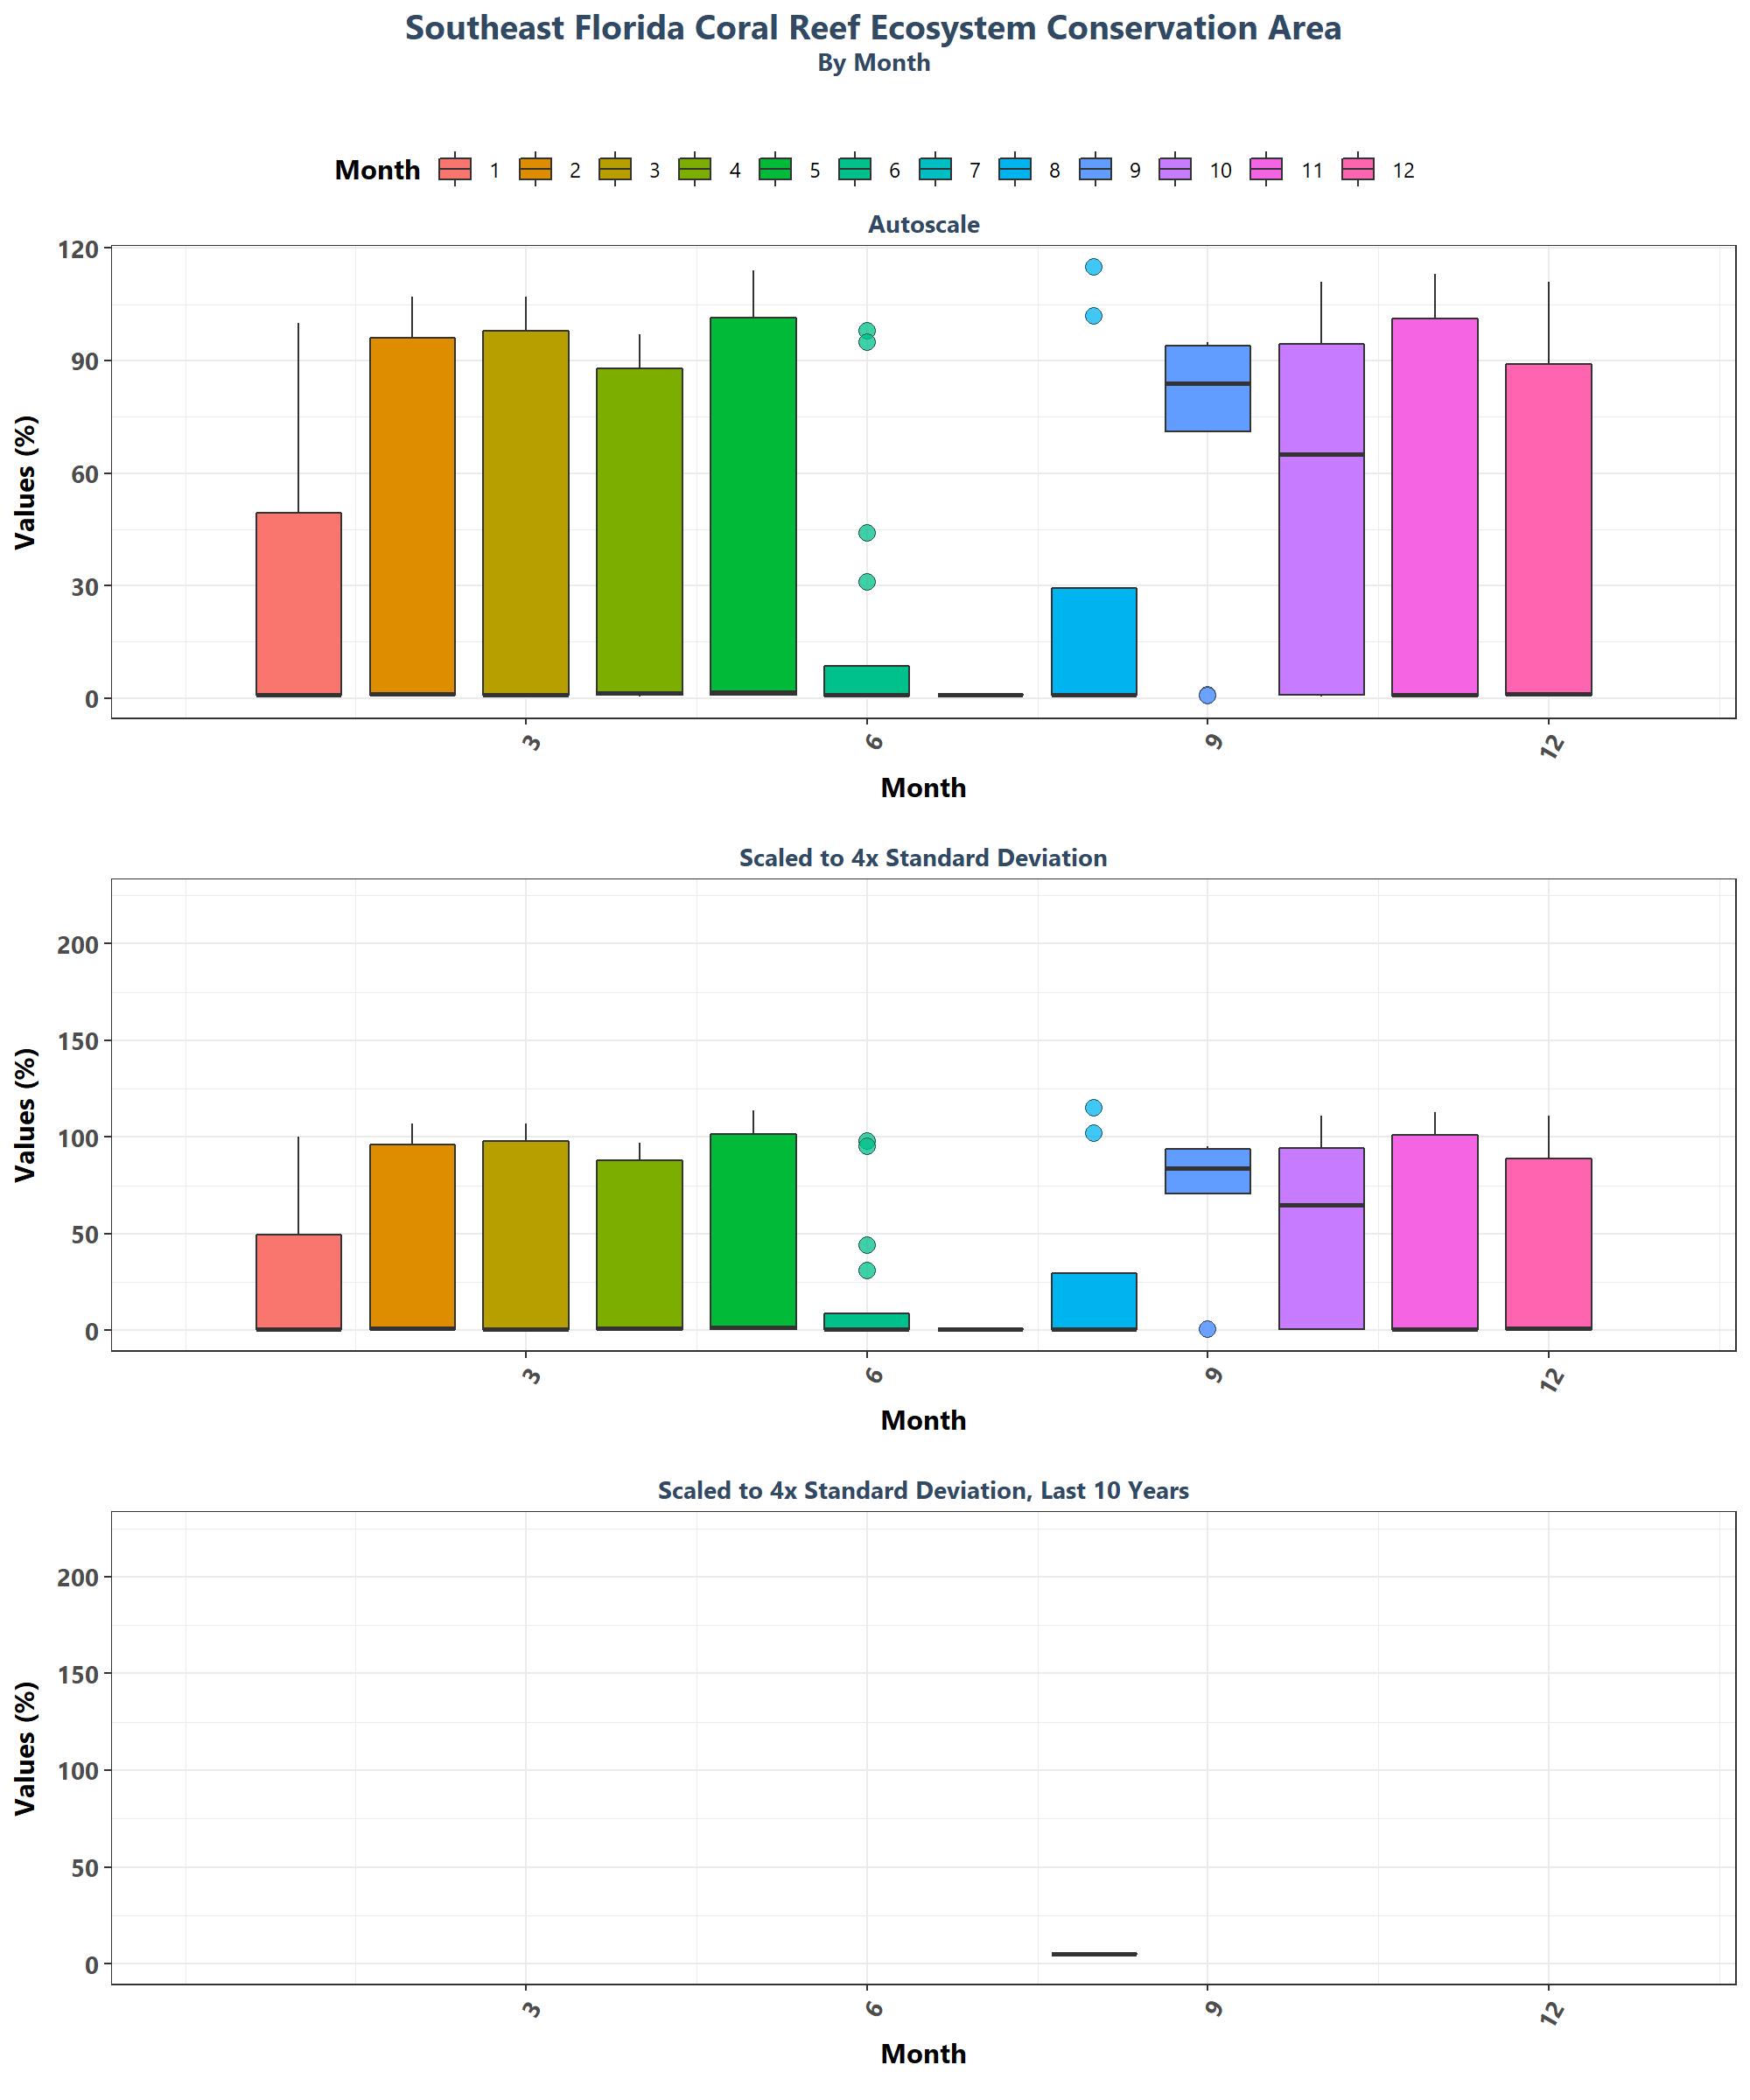 Southeast Florida Coral Reef Ecosystem Conservation Area
By Month
Month 1 2 3 4 5 6 7 8 9 10 11 12
Autoscale
Values (%)
120
90
60
30
0
3 6 9 12
Month
Scaled to 4x Standard Deviation
Values (%)
200
150
100
50
0
3 6 9 12
Month
Scaled to 4x Standard Deviation, Last 10 Years
Values (%)
200
150
100
50
0
3 6 9 12
Month